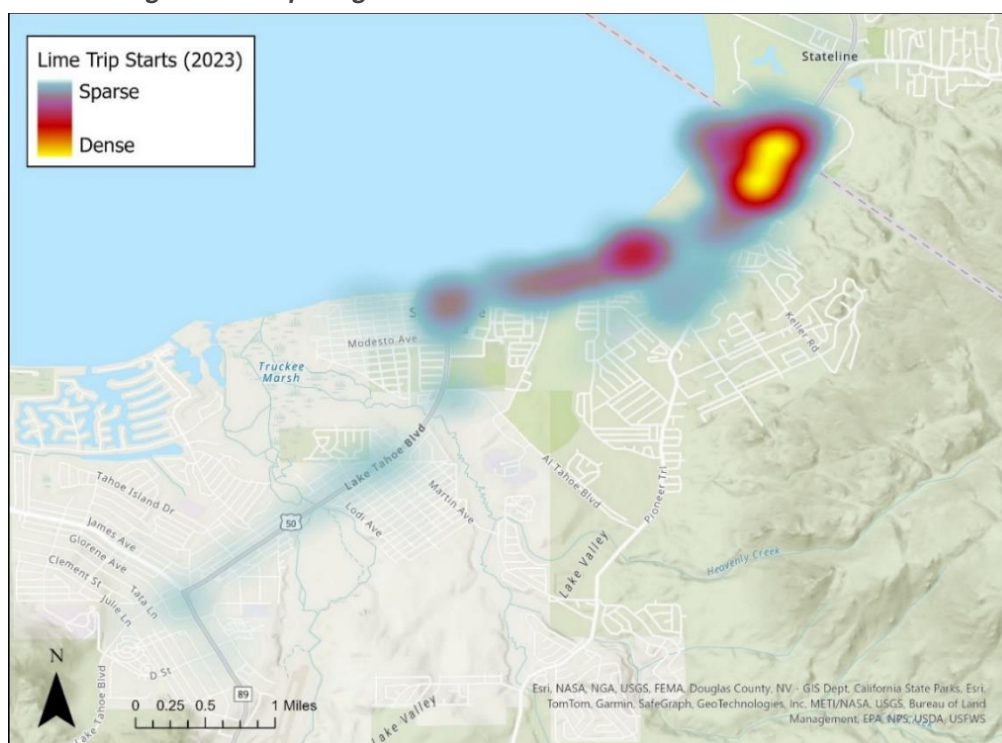 Lime Trip Starts (2023)
Sparse
Dense
Stateline
Modesto Ave
Keller Rd
Truckee
Marsh
Lake Tahoe Blvd
Al Tahoe Blvd
Pioneer Trl
Tahoe Island Dr
Martin Ave
50
Lodi Ave
James Ave
Glorene Ave
Clement St
Tata Ln
Julie Ln
Heavenly Creek
Lake Valley
D St
N
89
Lake Tahoe Blvd
Lake Valley
0 0.25 0.5 1 Miles
Esri, NASA, NGA, USGS, FEMA, Douglas County, NV - GIS Dept, California State Parks, Esri,
TomTom, Garmin, SafeGraph, GeoTechnologies, Inc, METI/NASA, USGS, Bureau of Land
Management, EPA, NPS, USDA, USFWS